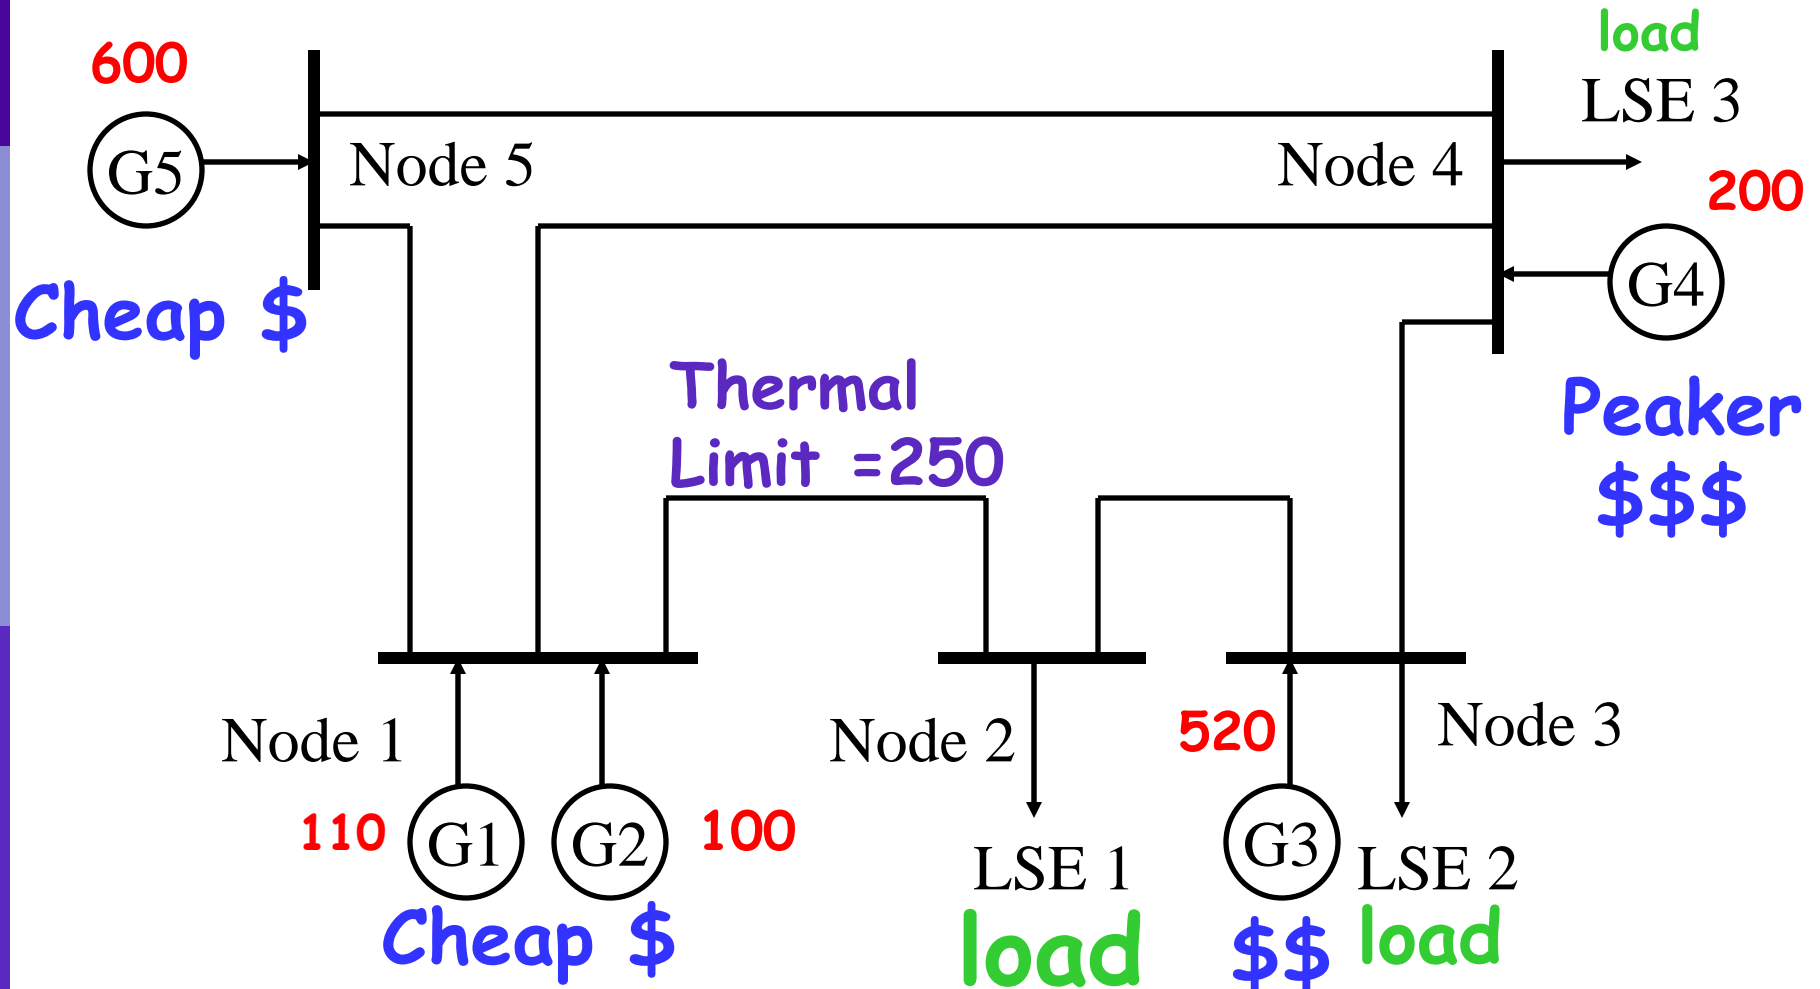 load
600
LSE 3
G5
Node 5
Node 4
200
G4
Cheap $
Thermal
Limit =250
Peaker
$$$
Node 1
Node 2
520
Node 3
110
G1
G2
100
LSE 1
G3
LSE 2
Cheap $
load
$$
load